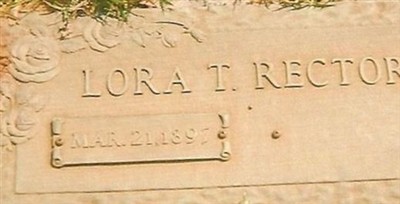 LORA T. RECTOR
MAR. 21, 1897